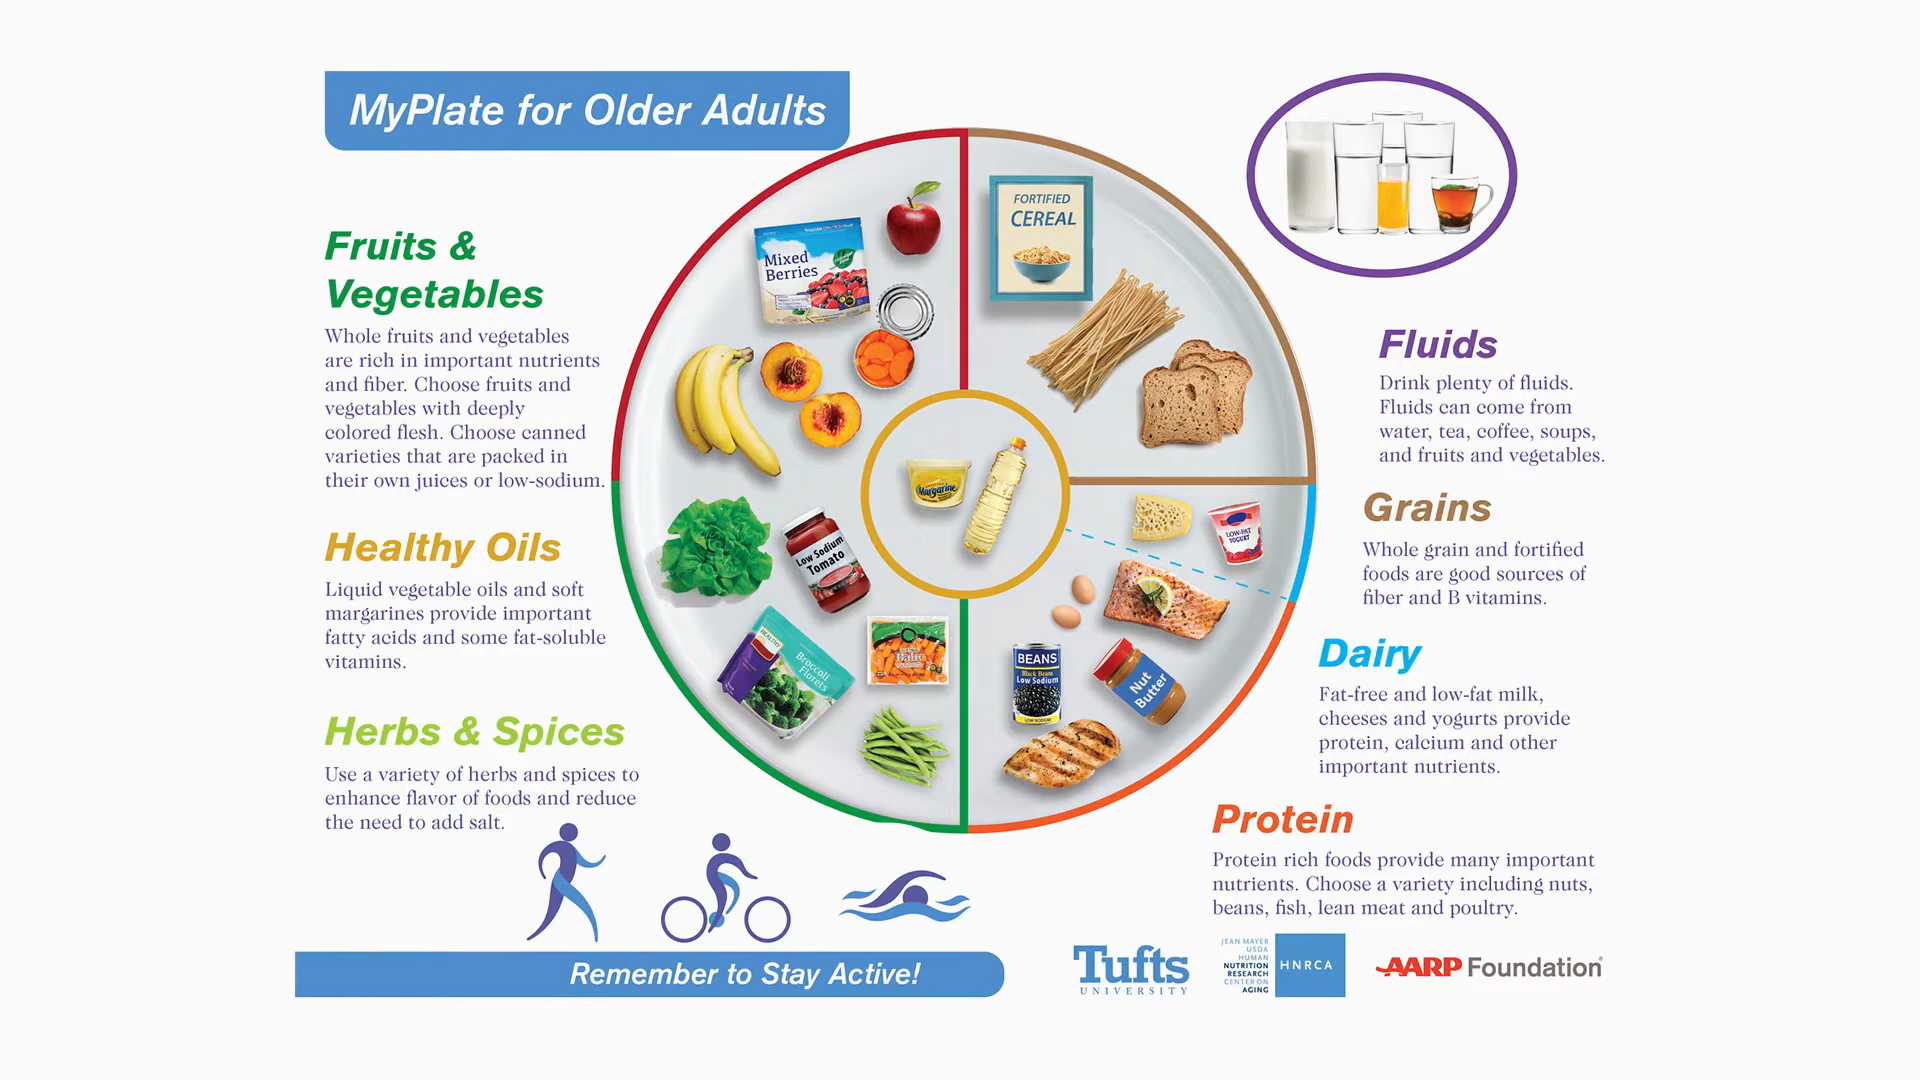 MyPlate for Older Adults
Fruits &
Vegetables
Whole fruits and vegetables
are rich in important nutrients
and fiber. Choose fruits and
vegetables with deeply
colored flesh. Choose canned
varieties that are packed in
their own juices or low-sodium.
Healthy Oils
Liquid vegetable oils and soft
margarines provide important
fatty acids and some fat-soluble
vitamins.
Herbs & Spices
Use a variety of herbs and spices to
enhance flavor of foods and reduce
the need to add salt.
Mixed
Berries
FORTIFIED
CEREAL
Margarine
Low Sodium
Tomato
HEALTHY
Broccoli
Florets
Baby
LOW-FAT
YOGURT
BEANS
Black Beans
Low Sodium
LOW SODIUM
Nut
Butter
Fluids
Drink plenty of fluids.
Fluids can come from
water, tea, coffee, soups,
and fruits and vegetables.
Grains
Whole grain and fortified
foods are good sources of
fiber and B vitamins.
Dairy
Fat-free and low-fat milk,
cheeses and yogurts provide
protein, calcium and other
important nutrients.
Protein
Protein rich foods provide many important
nutrients. Choose a variety including nuts,
beans, fish, lean meat and poultry.
Remember to Stay Active!
Tufts
UNIVERSITY
JEAN MAYER
USDA
HUMAN
NUTRITION
RESEARCH
CENTER ON
AGING
HNRCA
AARP Foundation